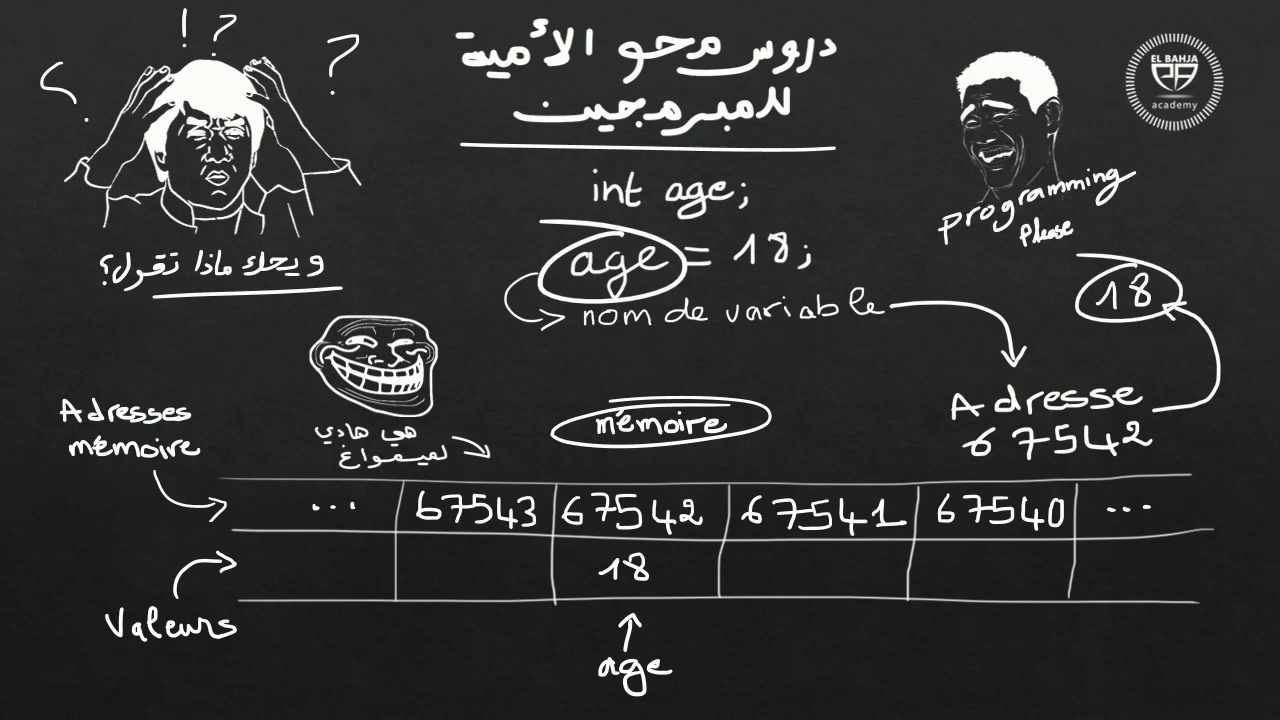 ! ?
?
؟
دروس محو الأمية
للمبرمجين
EL BAHJA
academy
int age;
age = 18;
nom de variable
programming
Please
ويحك ماذا تقول؟
18
Adresse
67542
Adresses
mémoire
هي هادي
لميموواغ
mémoire
... 67543 67542 67541 67540 ...
18
Valeurs
age